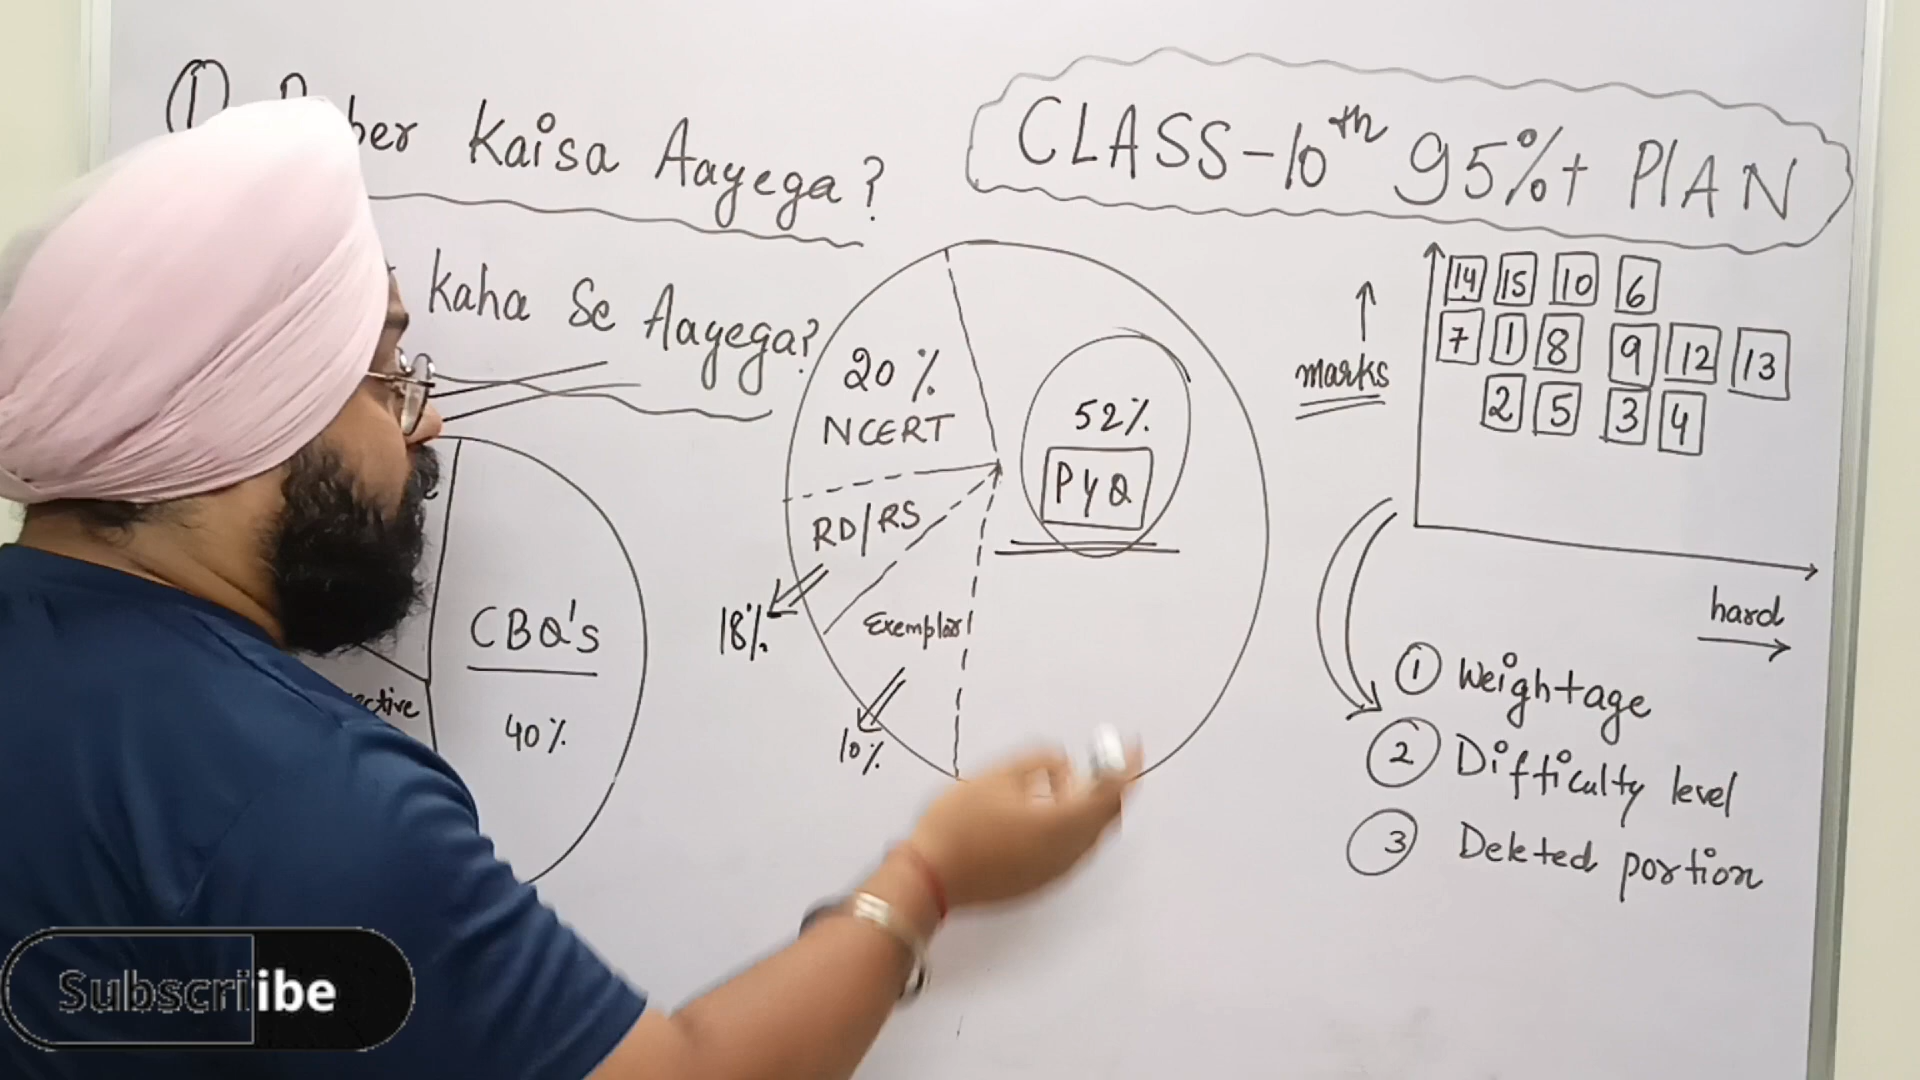 ①
Kaisa Aayega?
CLASS-10th 95%+ PlAN
Kaha Se Aayega?
20%
NCERT
52%
PYQ
RD/RS
18%
Exemplar
10%
CBQ's
40%
marks
14 15 10 6
7 1 8 9 12 13
2 5 3 4
hard
① Weightage
② Difficulty level
③ Deleted portion
Subscribe